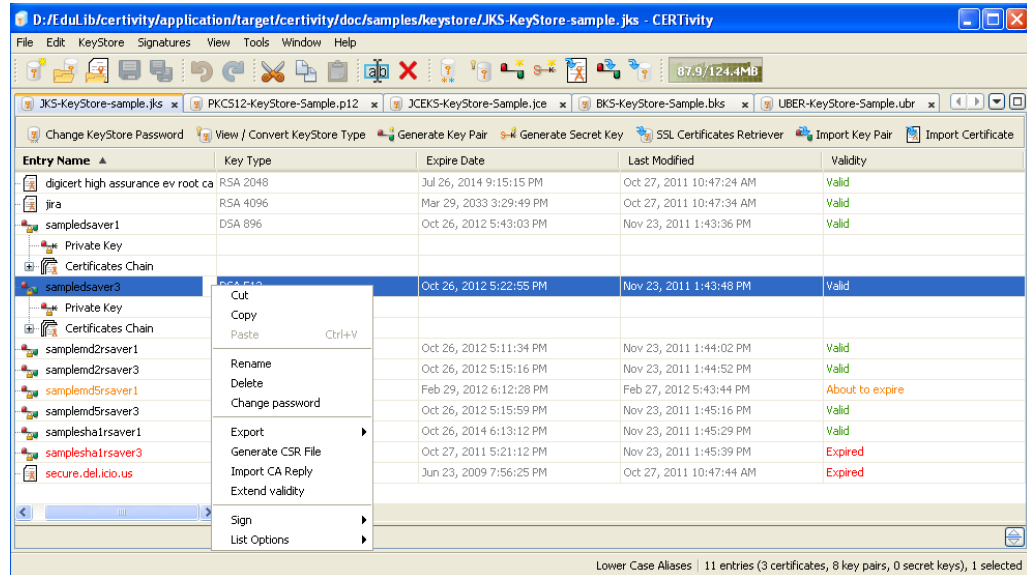 D:/EduLib/certivity/application/target/certivity/doc/samples/keystore/JKS-KeyStore-sample.jks - CERTivity
File Edit KeyStore Signatures View Tools Window Help
87.9/124.4MB
JKS-KeyStore-sample.jks x PKCS12-KeyStore-Sample.p12 x JCEKS-KeyStore-Sample.jce x BKS-KeyStore-Sample.bks x UBER-KeyStore-Sample.ubr x
Change KeyStore Password View / Convert KeyStore Type Generate Key Pair Generate Secret Key SSL Certificates Retriever Import Key Pair Import Certificate
Entry Name Key Type Expire Date Last Modified Validity
digicert high assurance ev root ca RSA 2048 Jul 26, 2014 9:15:15 PM Oct 27, 2011 10:47:24 AM Valid
jira RSA 4096 Mar 29, 2033 3:29:49 PM Oct 27, 2011 10:47:34 AM Valid
sampledsaver1 DSA 896 Oct 26, 2012 5:43:03 PM Nov 23, 2011 1:43:36 PM Valid
Private Key
Certificates Chain
sampledsaver3 DSA 512 Oct 26, 2012 5:22:55 PM Nov 23, 2011 1:43:48 PM Valid
Cut
Private Key
Copy
Certificates Chain
Paste Ctrl+V
samplemd2rsaver1 Oct 26, 2012 5:11:34 PM Nov 23, 2011 1:44:02 PM Valid
Rename
samplemd2rsaver3 Oct 26, 2012 5:15:16 PM Nov 23, 2011 1:44:52 PM Valid
Delete
samplemd5rsaver1 Feb 29, 2012 6:12:28 PM Feb 27, 2012 5:43:44 PM About to expire
Change password
samplemd5rsaver3 Oct 26, 2012 5:15:59 PM Nov 23, 2011 1:45:16 PM Valid
samplesha1rsaver1 Oct 26, 2014 6:13:12 PM Nov 23, 2011 1:45:29 PM Valid
Export
samplesha1rsaver3 Oct 27, 2011 5:21:12 PM Nov 23, 2011 1:45:39 PM Expired
Generate CSR File
secure.del.icio.us Jun 23, 2009 7:56:25 PM Oct 27, 2011 10:47:44 AM Expired
Import CA Reply
Extend validity
Sign
List Options
Lower Case Aliases 11 entries (3 certificates, 8 key pairs, 0 secret keys), 1 selected